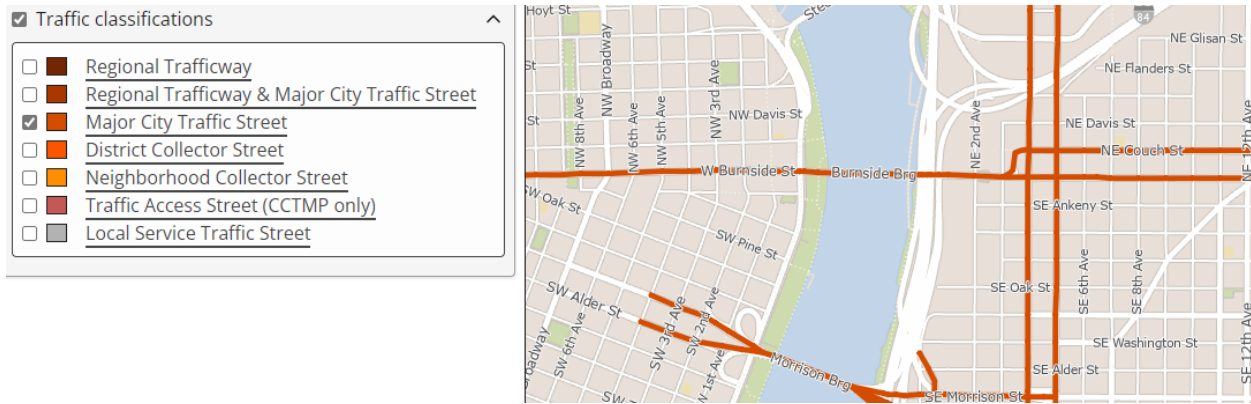 Traffic classifications
Regional Trafficway
Regional Trafficway & Major City Traffic Street
Major City Traffic Street
District Collector Street
Neighborhood Collector Street
Traffic Access Street (CCTMP only)
Local Service Traffic Street
Hoyt St
84
NE Glisan St
NE Flanders St
NW Broadway
NW 8th Ave
NW 6th Ave
NW 5th Ave
NW 3rd Ave
NW Davis St
NE 2nd Ave
NE Davis St
NE Couch St
NE 12th Ave
W Burnside St
Burnside Brg
SW Oak St
SE Ankeny St
SW Pine St
SE Oak St
SE 6th Ave
SE 8th Ave
SW Alder St
SW 3rd Ave
SW 2nd Ave
SW 6th Ave
SW 1st Ave
Morrison Brg
SE Washington St
SE Alder St
SE Morrison St
SE 12th Ave